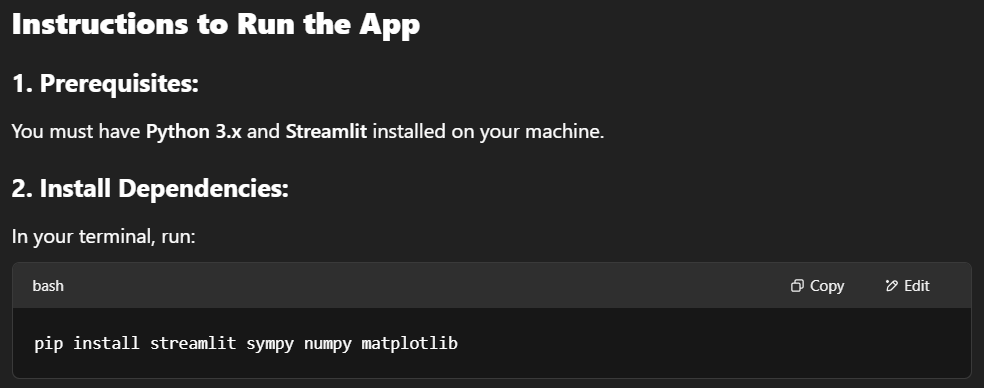 Instructions to Run the App
1. Prerequisites:
You must have Python 3.x and Streamlit installed on your machine.
2. Install Dependencies:
In your terminal, run:
bash
Copy
Edit
pip install streamlit sympy numpy matplotlib